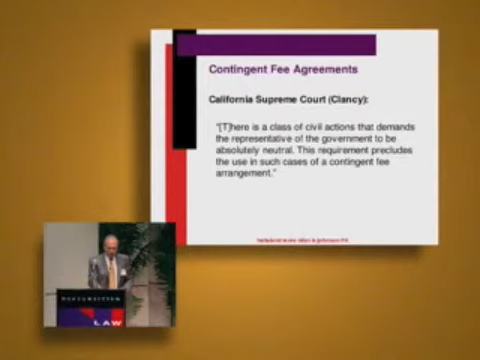 Contingent Fee Agreements
California Supreme Court (Clancy):
“[T]here is a class of civil actions that demands
the representative of the government to be
absolutely neutral. This requirement precludes
the use in such cases of a contingent fee
arrangement.”
NORTHWESTERN
LAW